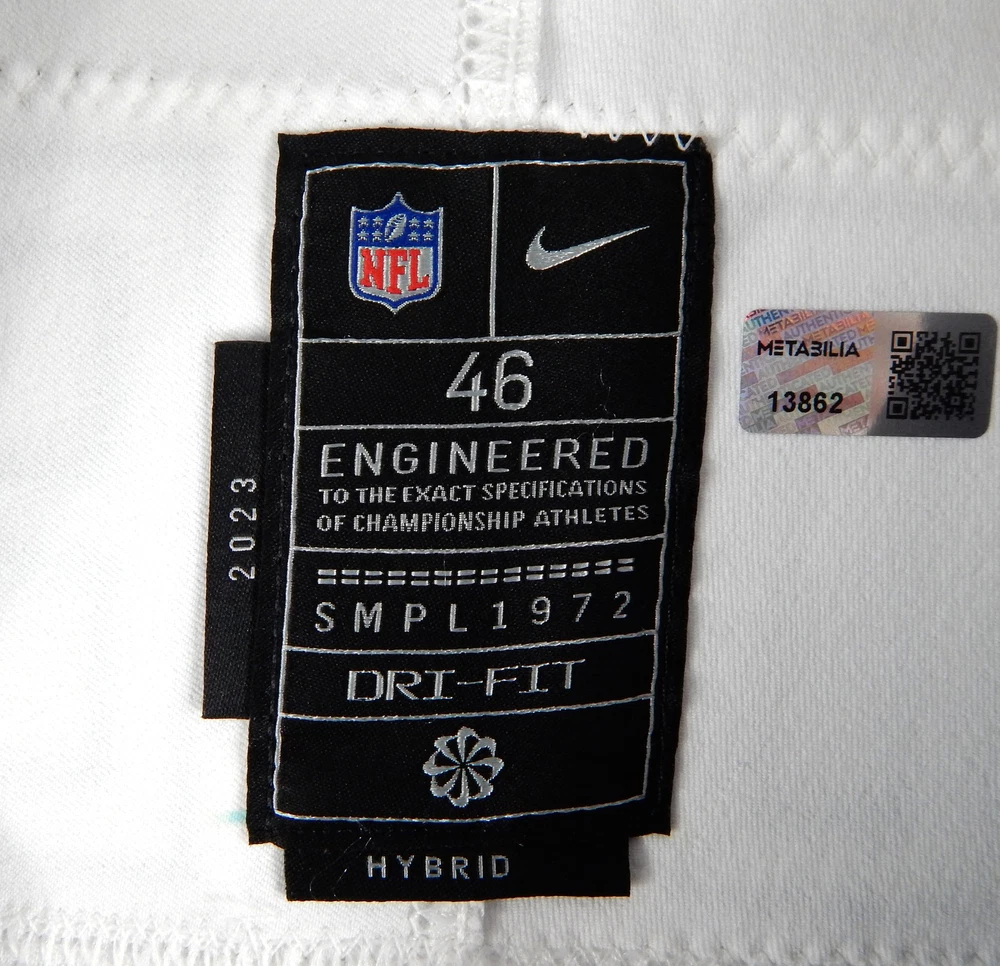 NFL
46
ENGINEERED
TO THE EXACT SPECIFICATIONS
OF CHAMPIONSHIP ATHLETES
SMPL1972
DRI-FIT
HYBRID
2023
METABILIA
13862